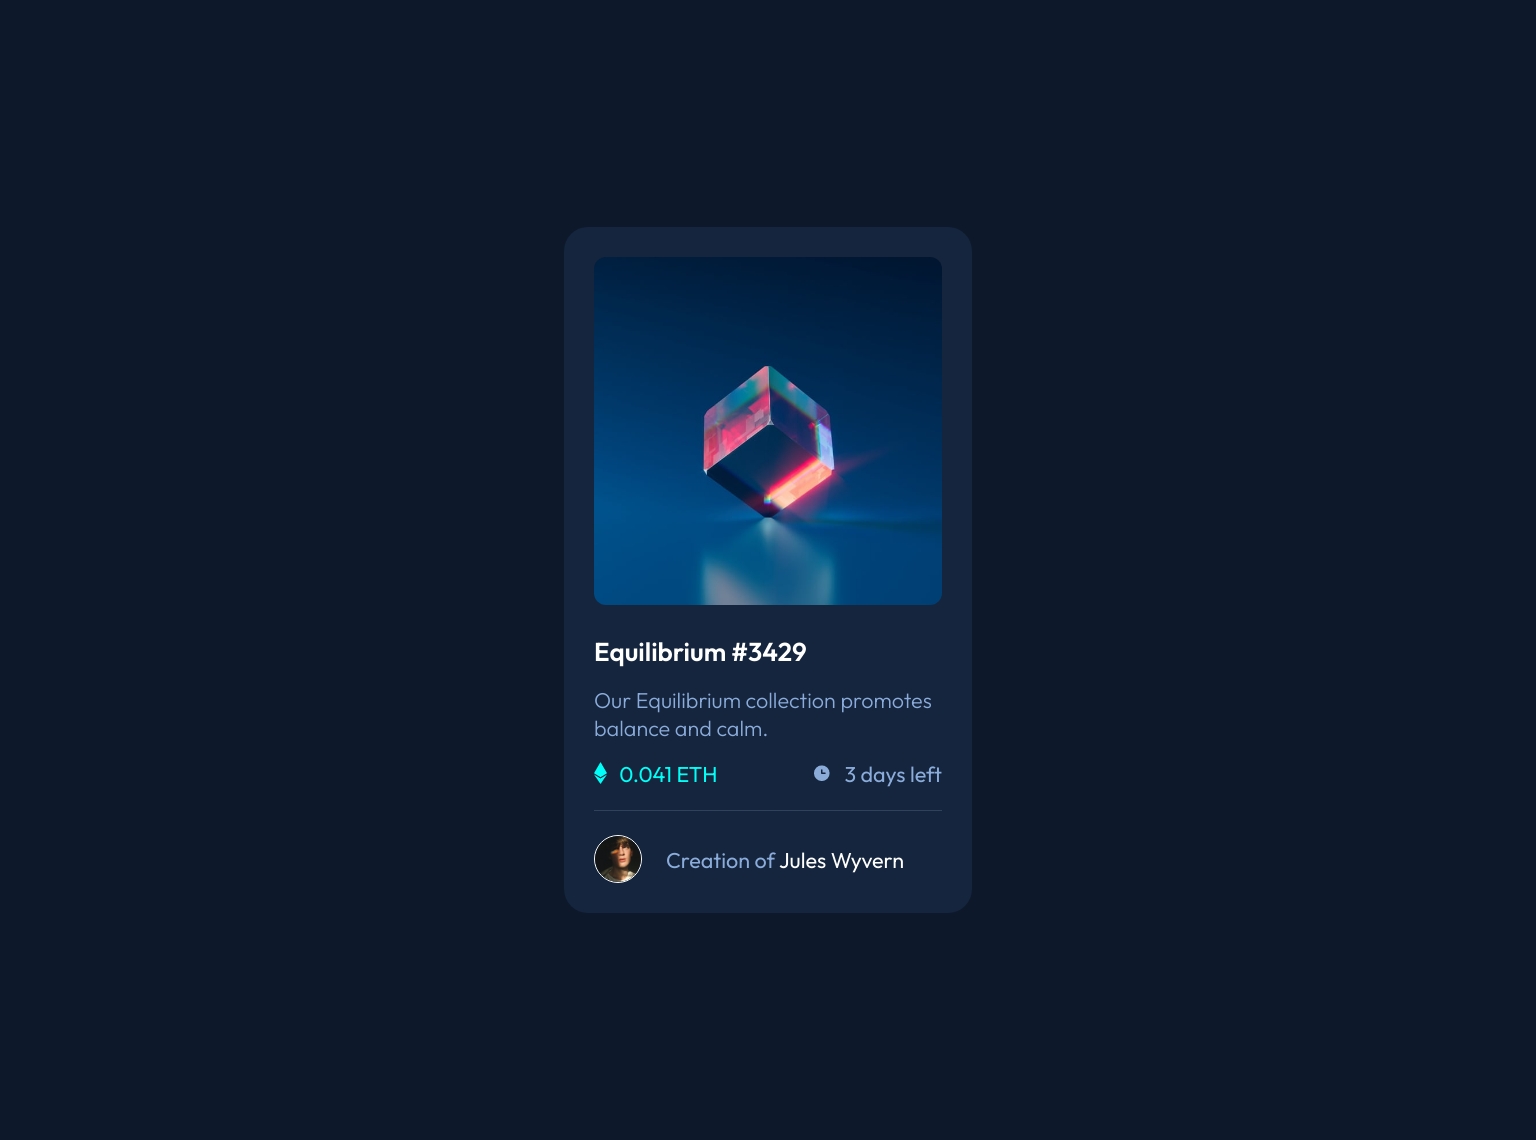 Equilibrium #3429
Our Equilibrium collection promotes
balance and calm.
0.041 ETH 3 days left
Creation of Jules Wyvern